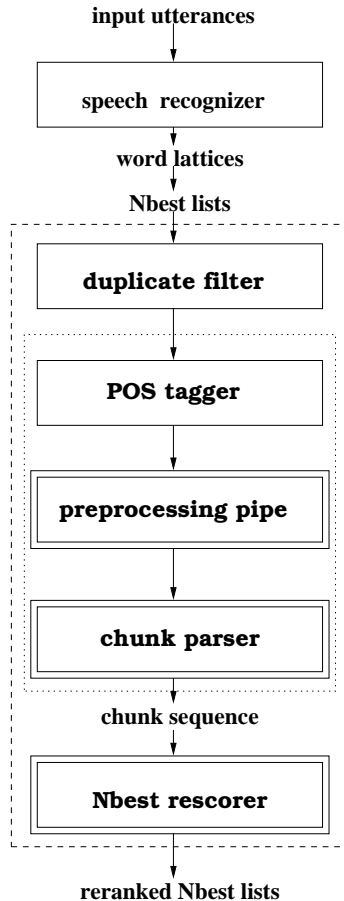 input utterances
speech recognizer
word lattices
Nbest lists
duplicate filter
POS tagger
preprocessing pipe
chunk parser
chunk sequence
Nbest rescorer
reranked Nbest lists